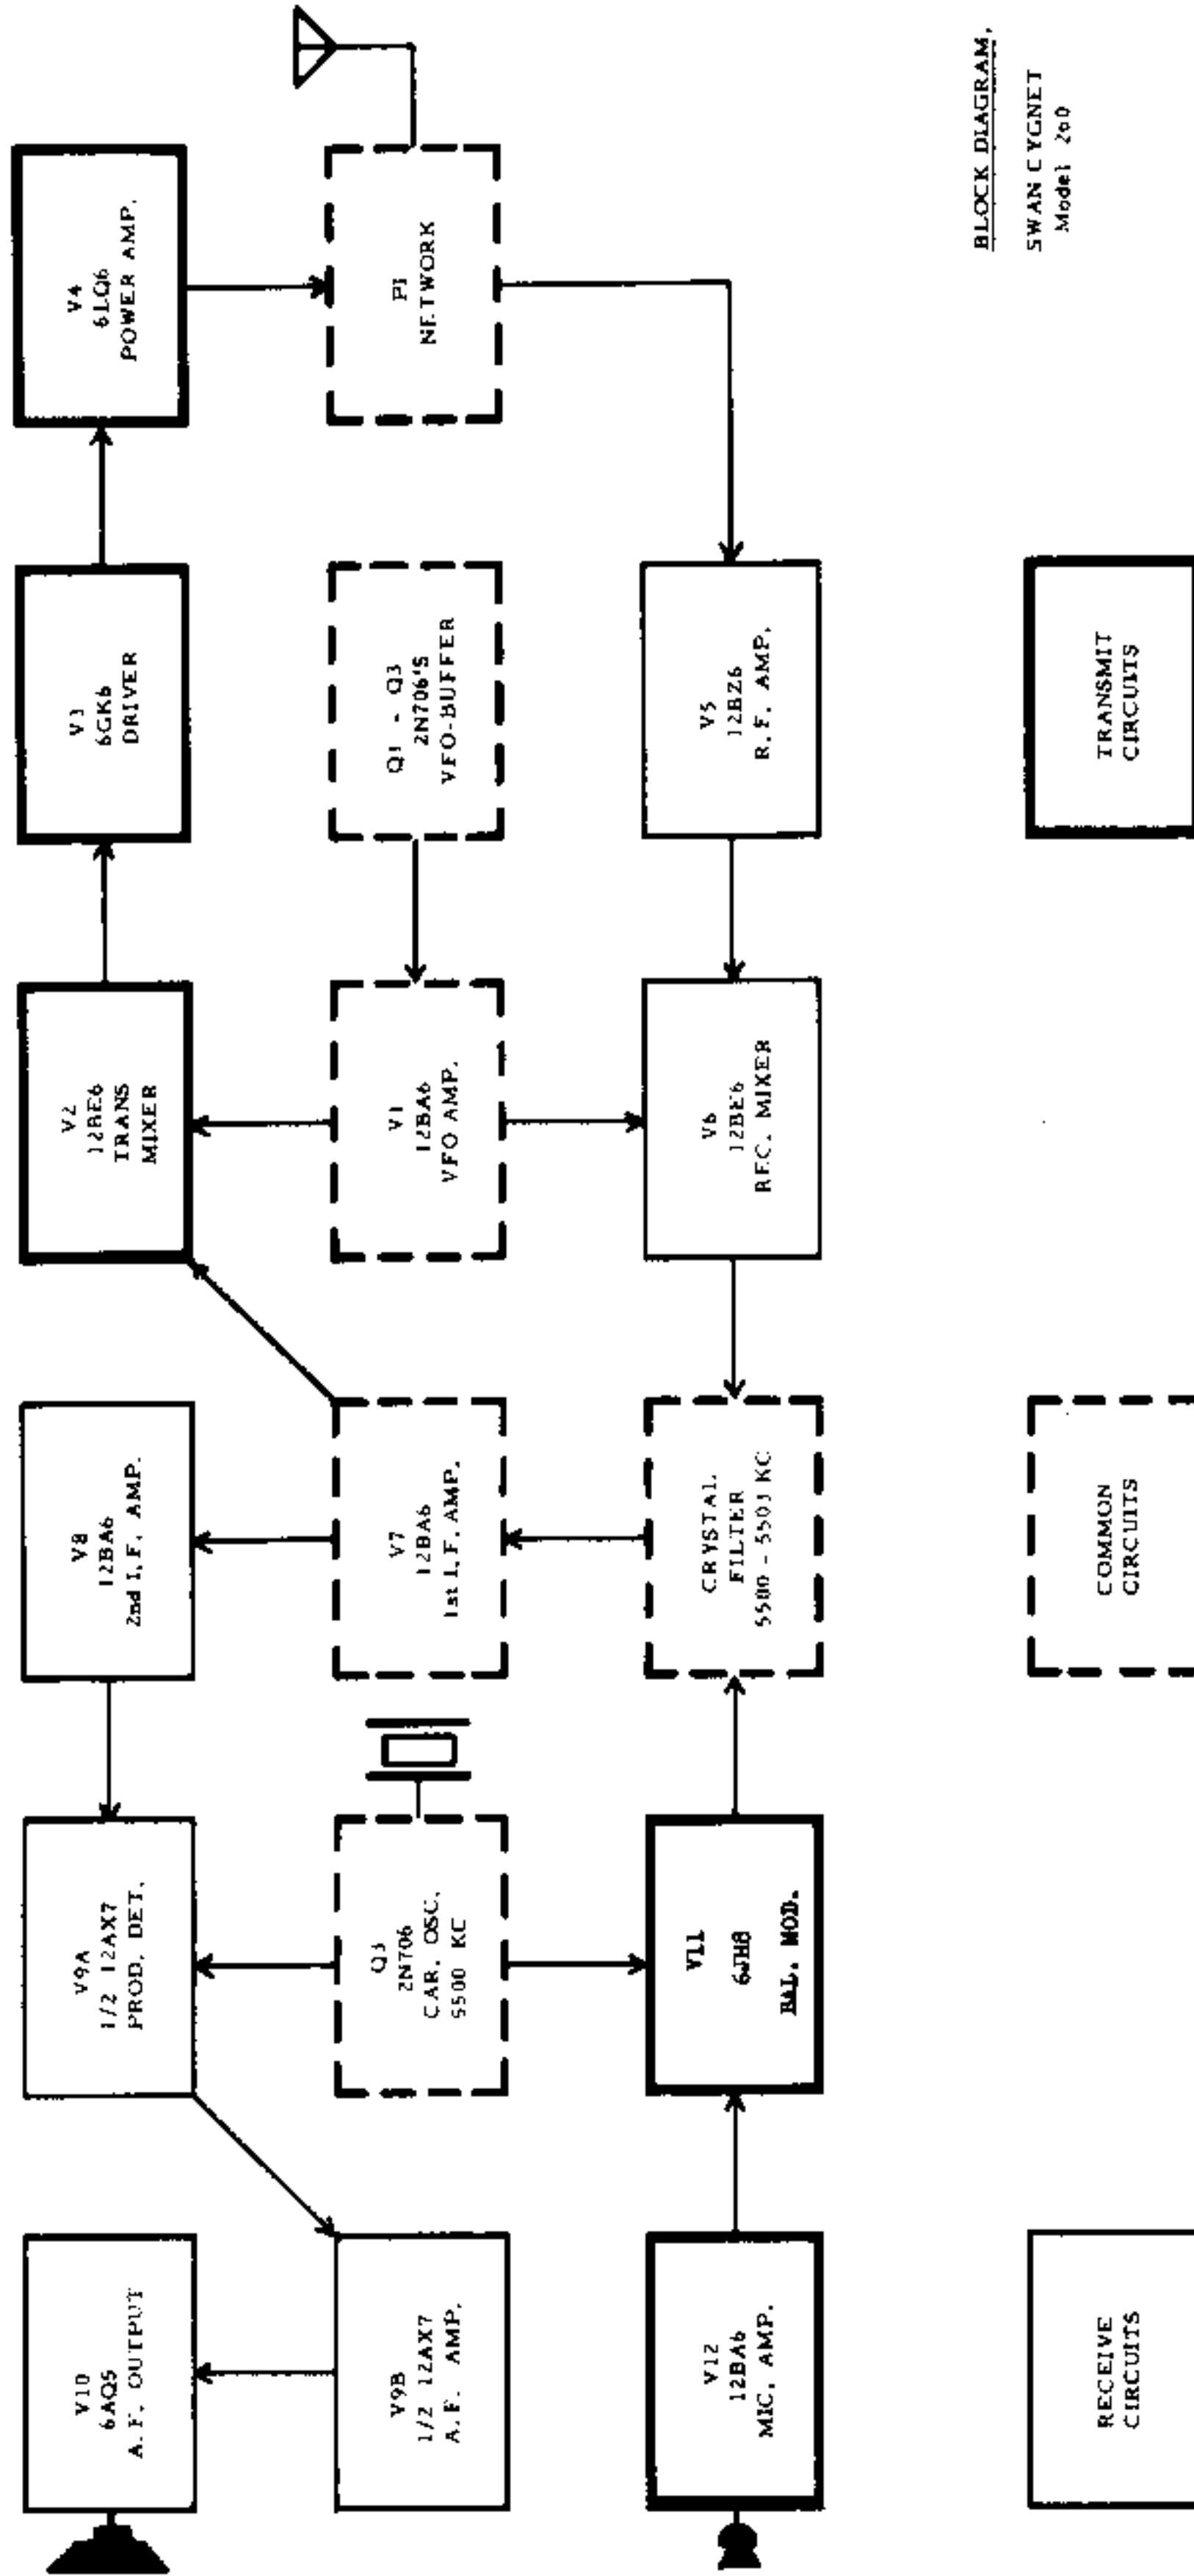 V10
6AQ5
A.F. OUTPUT
V9A
1/2 12AX7
PROD. DET.
V8
12BA6
2nd I.F. AMP.
V2
12BE6
TRANS
MIXER
V3
6GK6
DRIVER
V4
6LQ6
POWER AMP.
V9B
1/2 12AX7
A.F. AMP.
Q3
2N706
CAR. OSC.
5500 KC
V7
12BA6
1st I.F. AMP.
V1
12BA6
VFO AMP.
Q1 - Q3
2N706'S
VFO-BUFFER
PI
NETWORK
V12
12BA6
MIC. AMP.
V11
6JH8
BAL. MOD.
CRYSTAL
FILTER
5500 - 5503 KC
V6
12BE6
REC. MIXER
V5
12BZ6
R.F. AMP.
RECEIVE
CIRCUITS
COMMON
CIRCUITS
TRANSMIT
CIRCUITS
BLOCK DIAGRAM,
SWAN CYGNET
Model 260